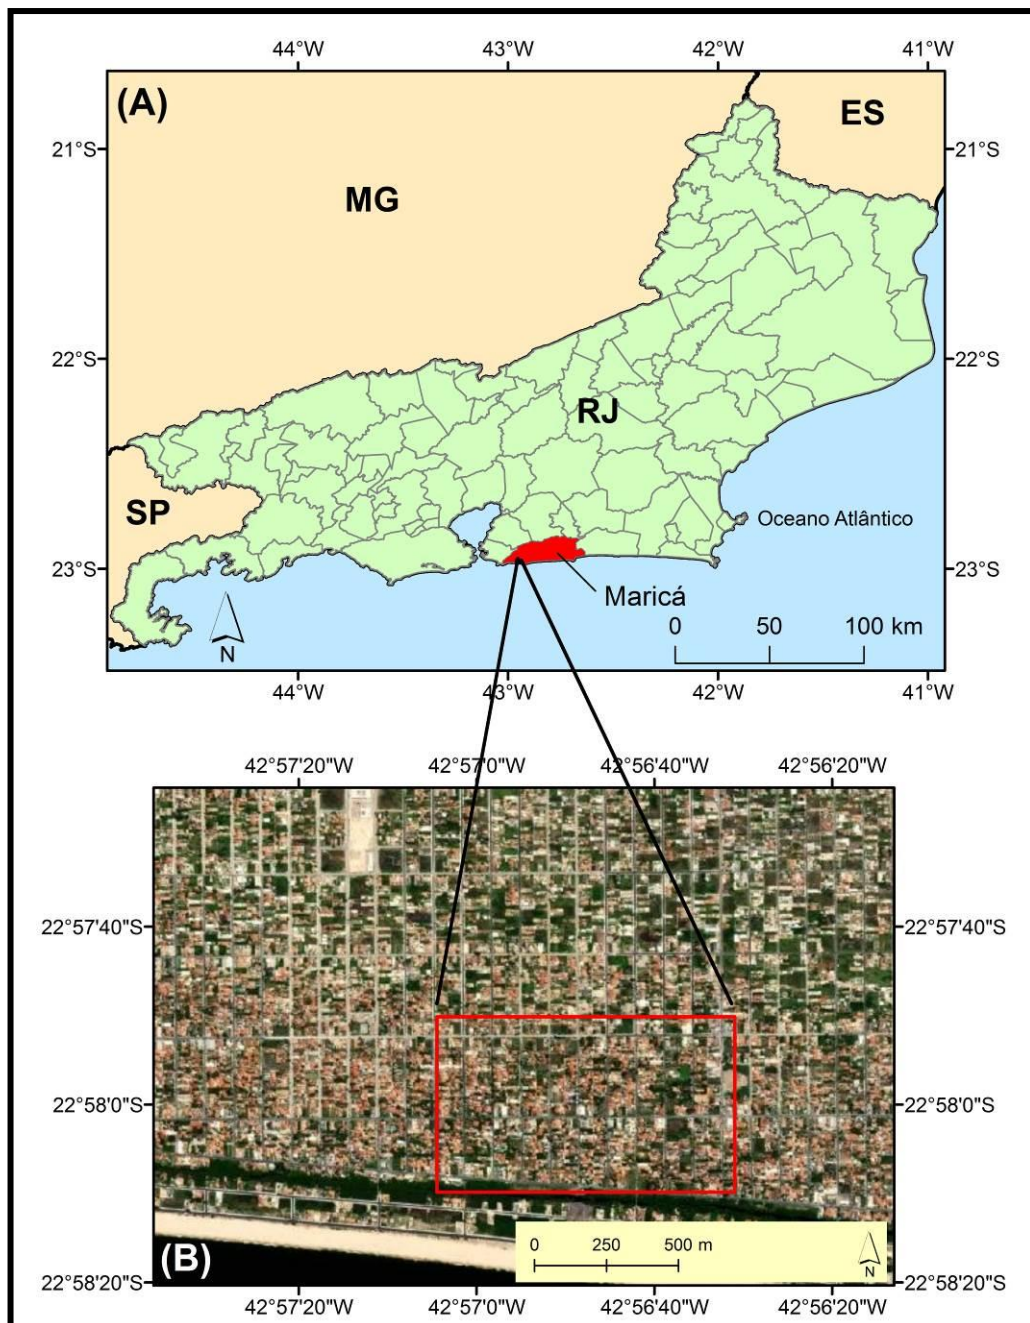 44°W 43°W 42°W 41°W
(A)
ES
21°S 21°S
MG
22°S 22°S
RJ
SP
Oceano Atlântico
23°S 23°S
Maricá
0 50 100 km
N
44°W 43°W 42°W 41°W
42°57'20"W 42°57'0"W 42°56'40"W 42°56'20"W
22°57'40"S 22°57'40"S
22°58'0"S 22°58'0"S
0 250 500 m
(B)
N
22°58'20"S 22°58'20"S
42°57'20"W 42°57'0"W 42°56'40"W 42°56'20"W